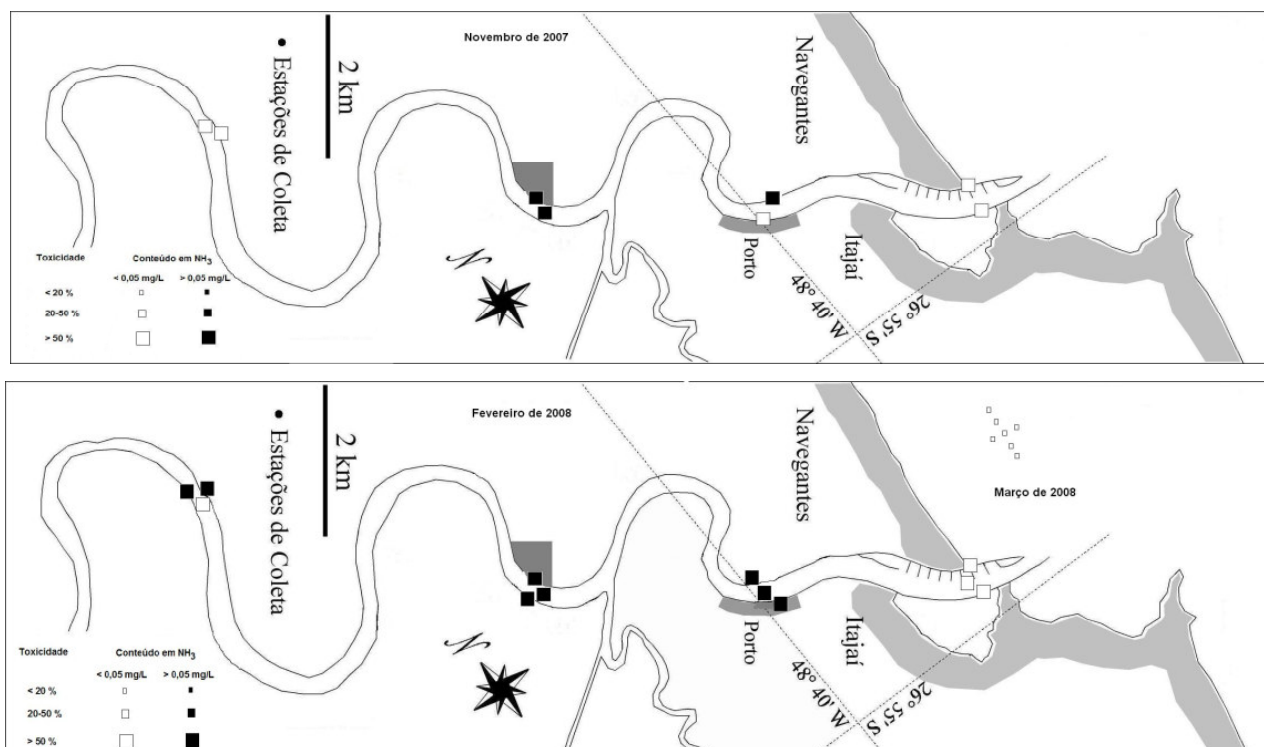 Novembro de 2007
• Estações de Coleta
2 km
Navegantes
N
Porto
Itajaí
48° 40' W
26° 55' S
Toxicidade
Conteúdo em NH3
< 0,05 mg/L
> 0,05 mg/L
< 20 %
20-50 %
> 50 %
Fevereiro de 2008
• Estações de Coleta
2 km
Navegantes
Março de 2008
N
Porto
Itajaí
48° 40' W
26° 55' S
Toxicidade
Conteúdo em NH3
< 0,05 mg/L
> 0,05 mg/L
< 20 %
20-50 %
> 50 %